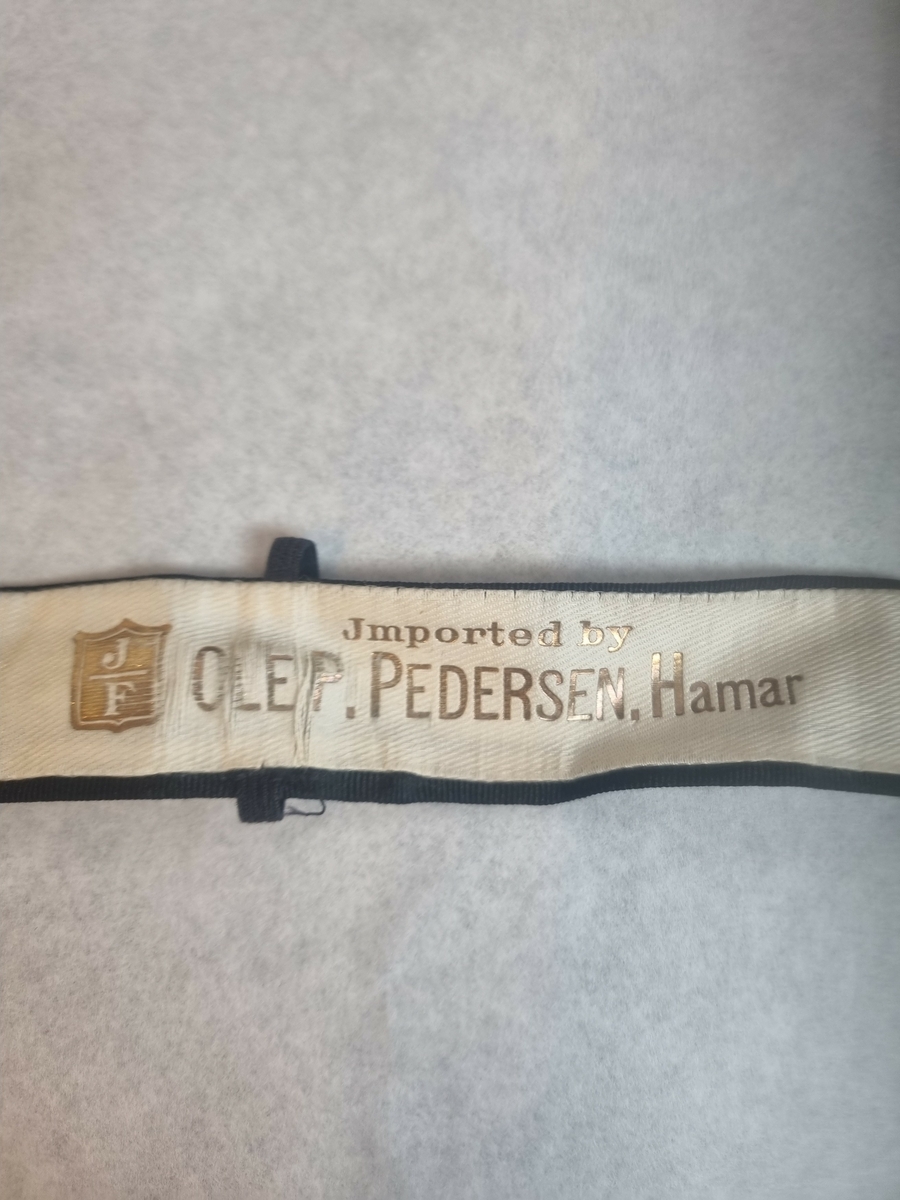 J
F
Jmported by
OLE P. PEDERSEN, Hamar